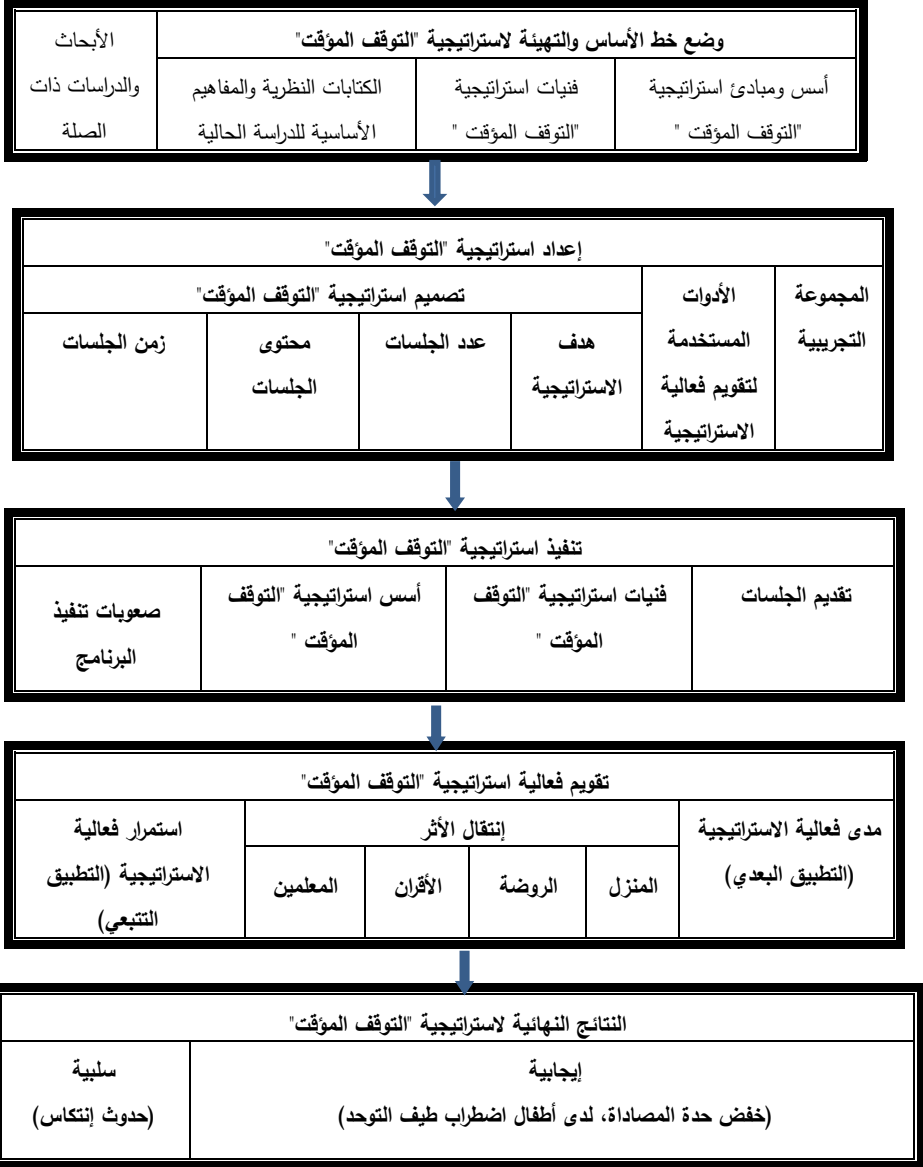 وضع خط الأساس والتهيئة لاستراتيجية "التوقف المؤقت"
أسس ومبادئ استراتيجية
"التوقف المؤقت "
فنيات استراتيجية
"التوقف المؤقت "
الكتابات النظرية والمفاهيم
الأساسية للدراسة الحالية
الأبحاث
والدراسات ذات
الصلة
إعداد استراتيجية "التوقف المؤقت"
المجموعة
التجريبية
الأدوات
المستخدمة
لتقويم فعالية
الاستراتيجية
تصميم استراتيجية "التوقف المؤقت"
هدف
الاستراتيجية
عدد الجلسات
محتوى
الجلسات
زمن الجلسات
تنفيذ استراتيجية "التوقف المؤقت"
تقديم الجلسات
فنيات استراتيجية "التوقف
المؤقت "
أسس استراتيجية "التوقف
المؤقت "
صعوبات تنفيذ
البرنامج
تقويم فعالية استراتيجية "التوقف المؤقت"
مدى فعالية الاستراتيجية
(التطبيق البعدي)
إنتقال الأثر
المنزل
الروضة
الأقران
المعلمين
استمرار فعالية
الاستراتيجية (التطبيق
التتبعي)
النتائج النهائية لاستراتيجية "التوقف المؤقت"
إيجابية
(خفض حدة المصاداة، لدى أطفال اضطراب طيف التوحد)
سلبية
(حدوث إنتكاس)